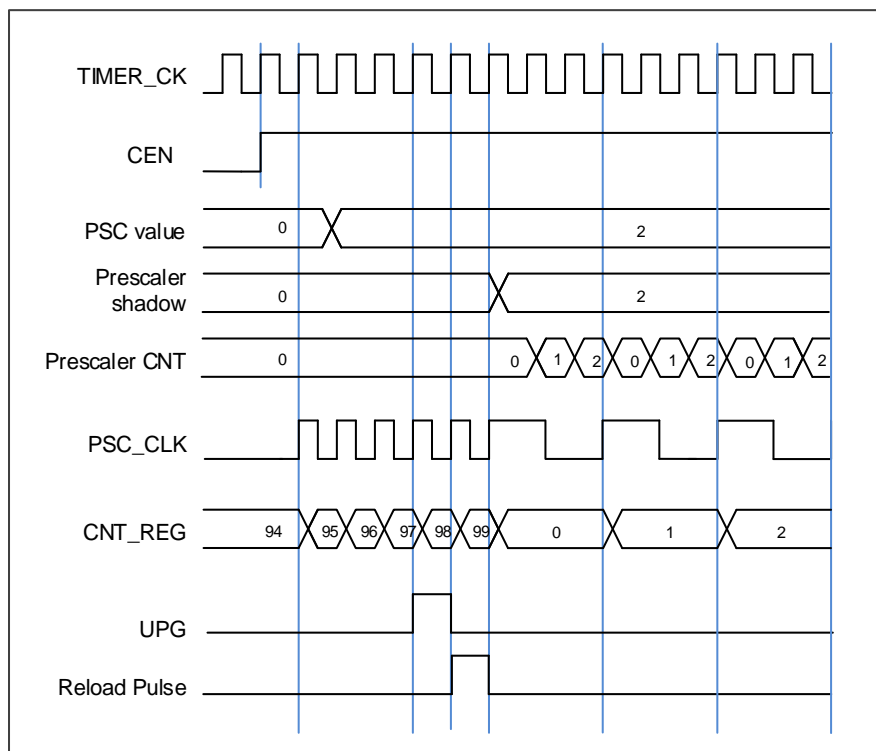 TIMER_CK
CEN
PSC value 0 2
Prescaler
shadow 0 2
Prescaler CNT 0 0 1 2 0 1 2 0 1 2
PSC_CLK
CNT_REG 94 95 96 97 98 99 0 1 2
UPG
Reload Pulse